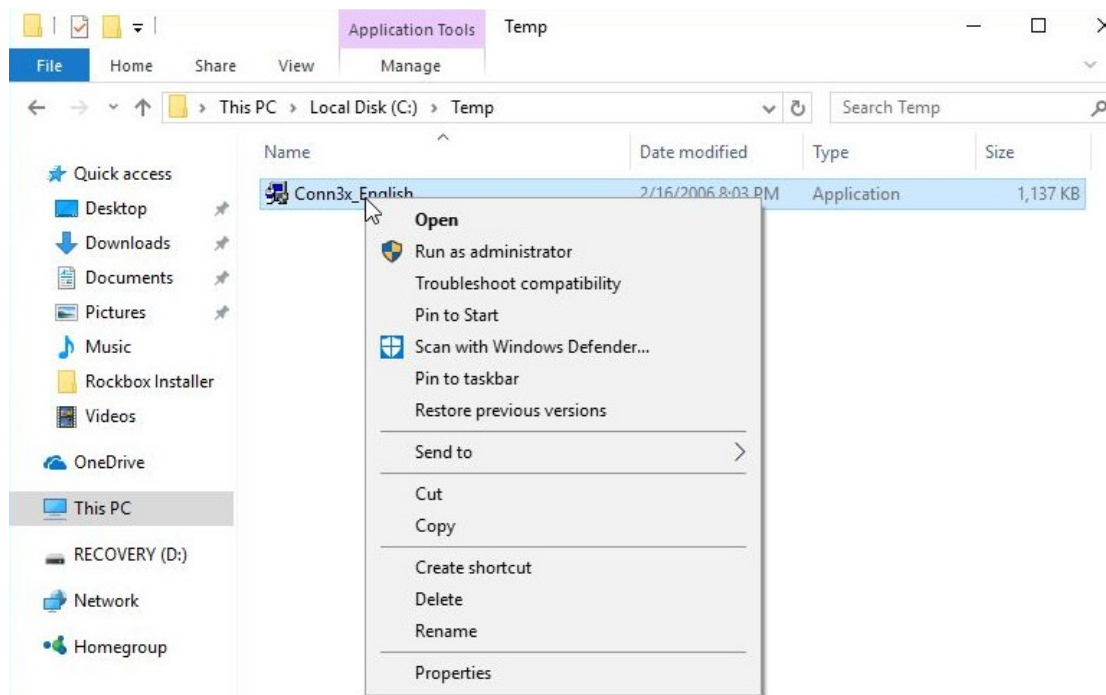 Application Tools Temp
File Home Share View Manage
This PC > Local Disk (C:) > Temp Search Temp
Name Date modified Type Size
Quick access
Conn3x_English 2/16/2006 8:03 PM Application 1,137 KB
Desktop
Open
Downloads
Run as administrator
Documents
Troubleshoot compatibility
Pictures
Pin to Start
Music
Scan with Windows Defender...
Rockbox Installer
Pin to taskbar
Videos
Restore previous versions
OneDrive
Send to
This PC
Cut
Copy
RECOVERY (D:)
Create shortcut
Network
Delete
Rename
Homegroup
Properties